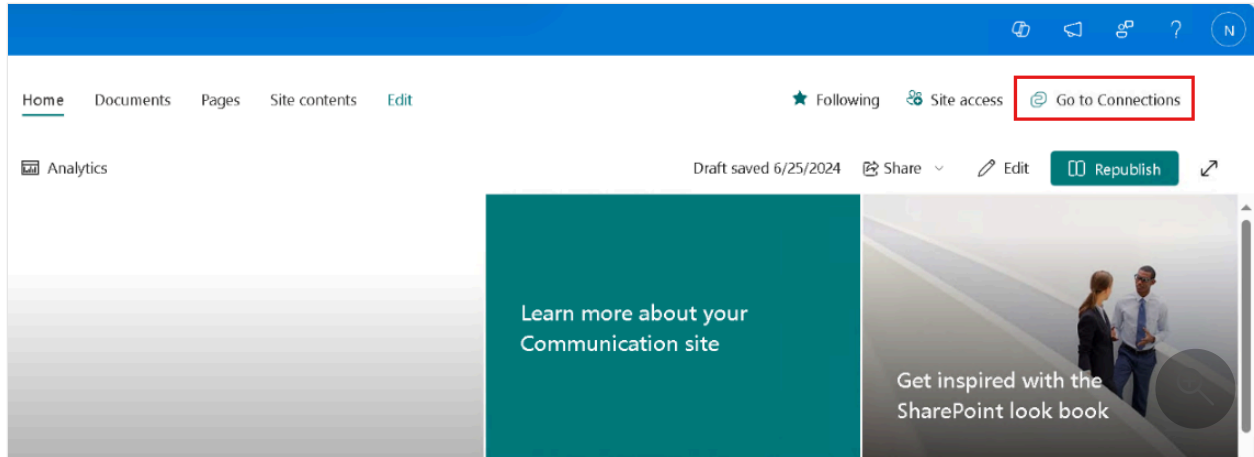 ? N
Home Documents Pages Site contents Edit Following Site access Go to Connections
Analytics Draft saved 6/25/2024 Share Edit Republish
Learn more about your
Communication site
Get inspired with the
SharePoint look book